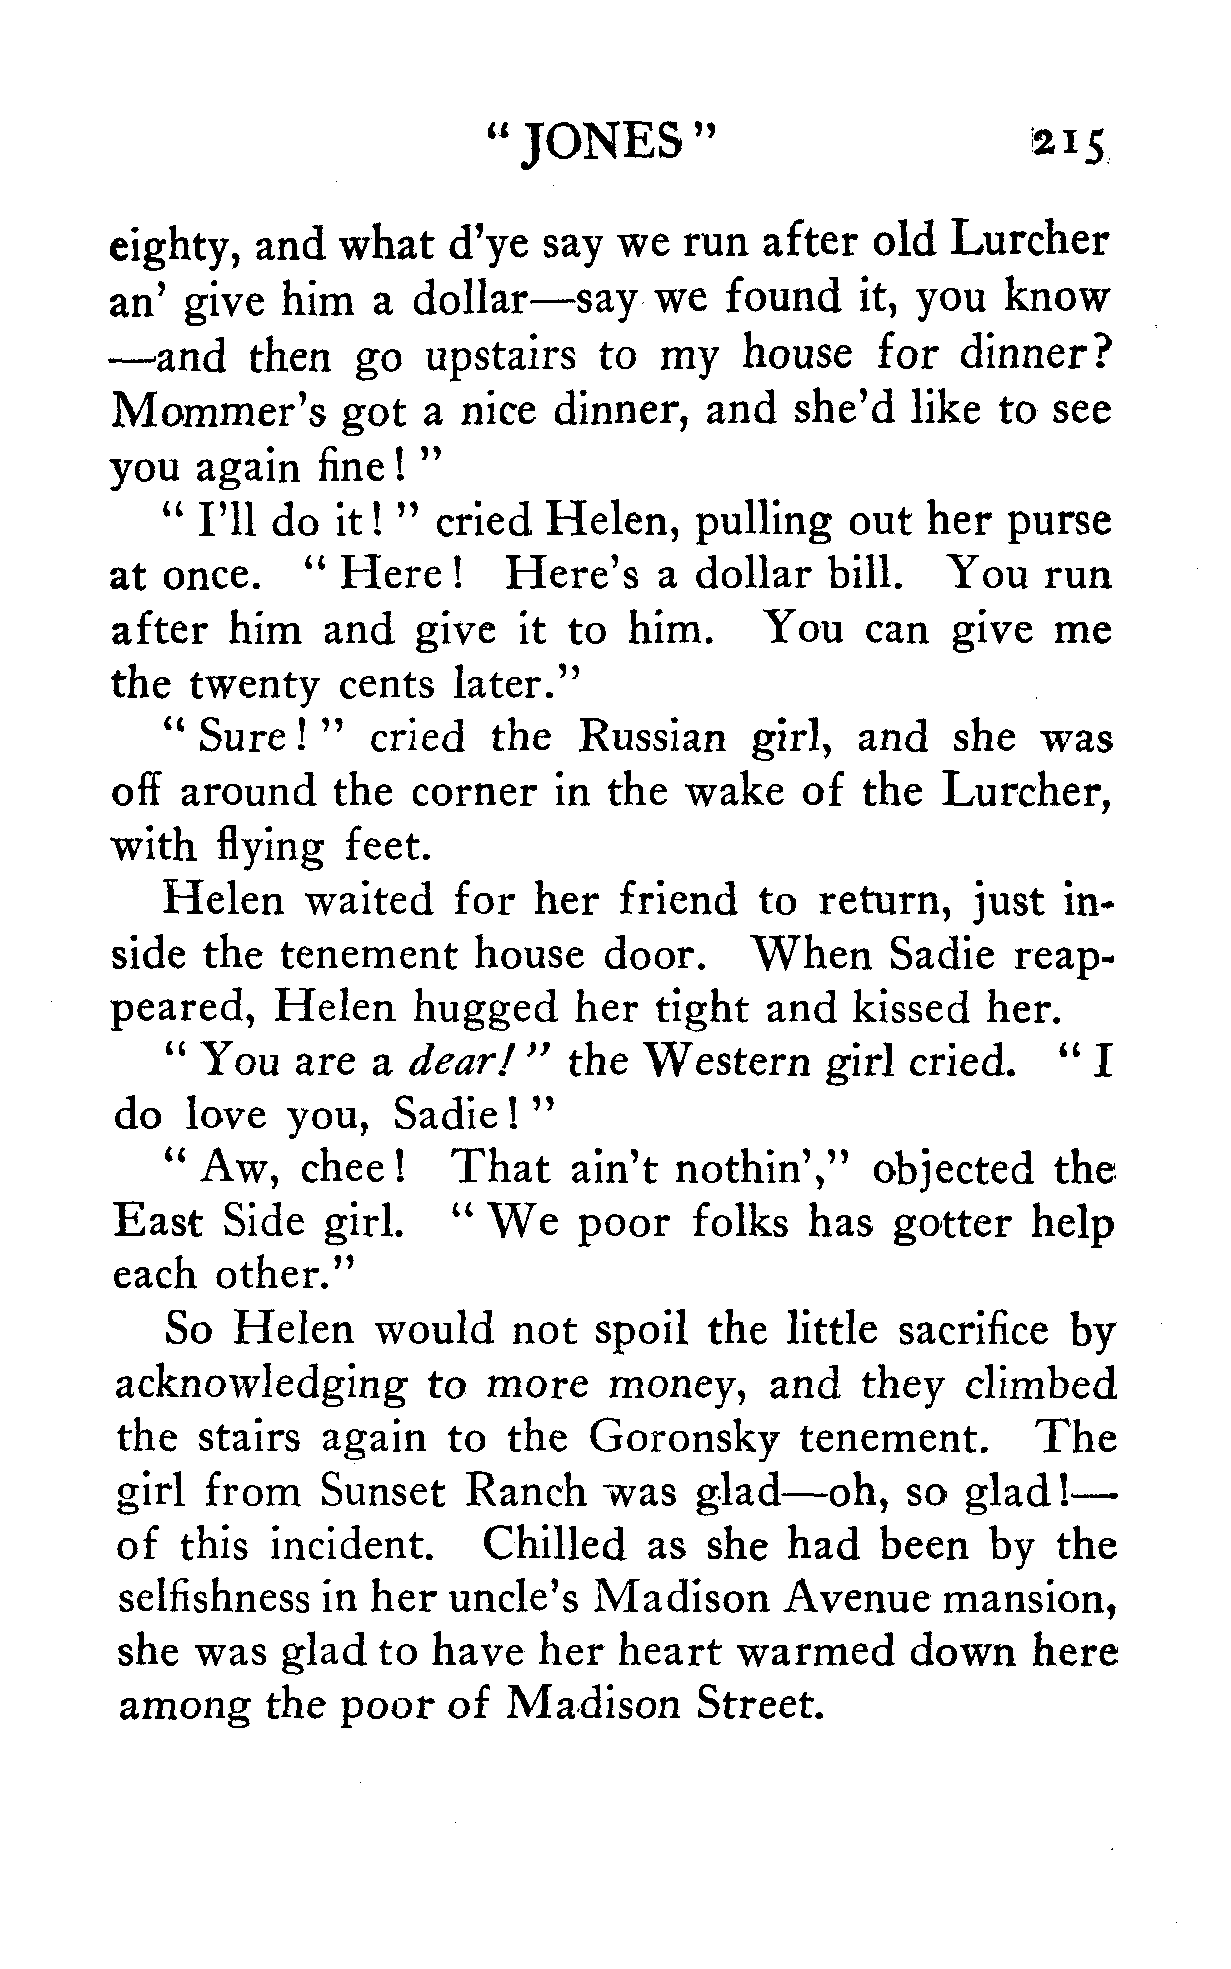 “ JONES ” 215
eighty, and what d’ye say we run after old Lurcher
an’ give him a dollar—say we found it, you know
—and then go upstairs to my house for dinner?
Mommer’s got a nice dinner, and she’d like to see
you again fine! ”
“ I’ll do it! ” cried Helen, pulling out her purse
at once. “ Here! Here’s a dollar bill. You run
after him and give it to him. You can give me
the twenty cents later.”
“ Sure! ” cried the Russian girl, and she was
off around the corner in the wake of the Lurcher,
with flying feet.
Helen waited for her friend to return, just in-
side the tenement house door. When Sadie reap-
peared, Helen hugged her tight and kissed her.
“ You are a dear! ” the Western girl cried. “ I
do love you, Sadie! ”
“ Aw, chee! That ain’t nothin’,” objected the
East Side girl. “ We poor folks has gotter help
each other.”
So Helen would not spoil the little sacrifice by
acknowledging to more money, and they climbed
the stairs again to the Goronsky tenement. The
girl from Sunset Ranch was glad—oh, so glad!—
of this incident. Chilled as she had been by the
selfishness in her uncle’s Madison Avenue mansion,
she was glad to have her heart warmed down here
among the poor of Madison Street.